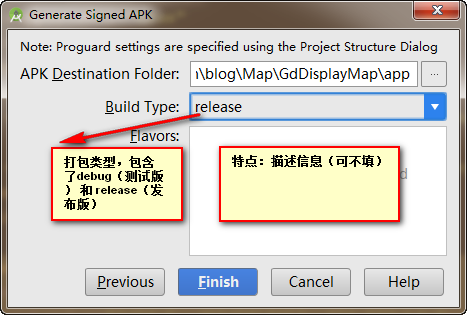 Generate Signed APK
Note: Proguard settings are specified using the Project Structure Dialog
APK Destination Folder: ı\blog\Map\GdDisplayMap\app ...
Build Type: release
Flavors:
打包类型，包含
了debug（测试版
）和release（发
布版）
特点：描述信息（可不填）
Previous Finish Cancel Help